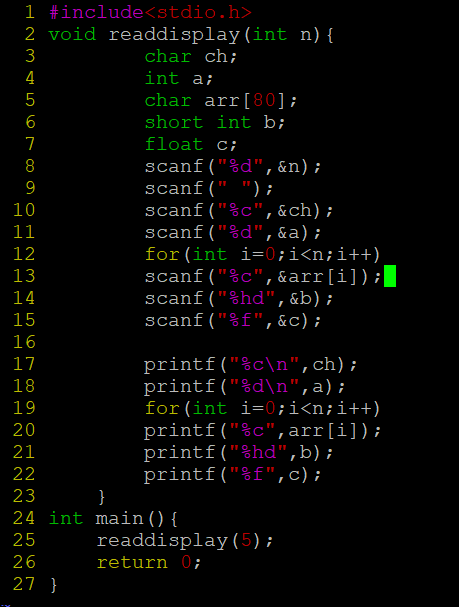 1 #include<stdio.h>
2 void readdisplay(int n){
3         char ch;
4         int a;
5         char arr[80];
6         short int b;
7         float c;
8         scanf("%d",&n);
9         scanf(" ");
10         scanf("%c",&ch);
11         scanf("%d",&a);
12         for(int i=0;i<n;i++)
13         scanf("%c",&arr[i]);
14         scanf("%hd",&b);
15         scanf("%f",&c);
16
17         printf("%c\n",ch);
18         printf("%d\n",a);
19         for(int i=0;i<n;i++)
20         printf("%c",arr[i]);
21         printf("%hd",b);
22         printf("%f",c);
23     }
24 int main(){
25     readdisplay(5);
26     return 0;
27 }